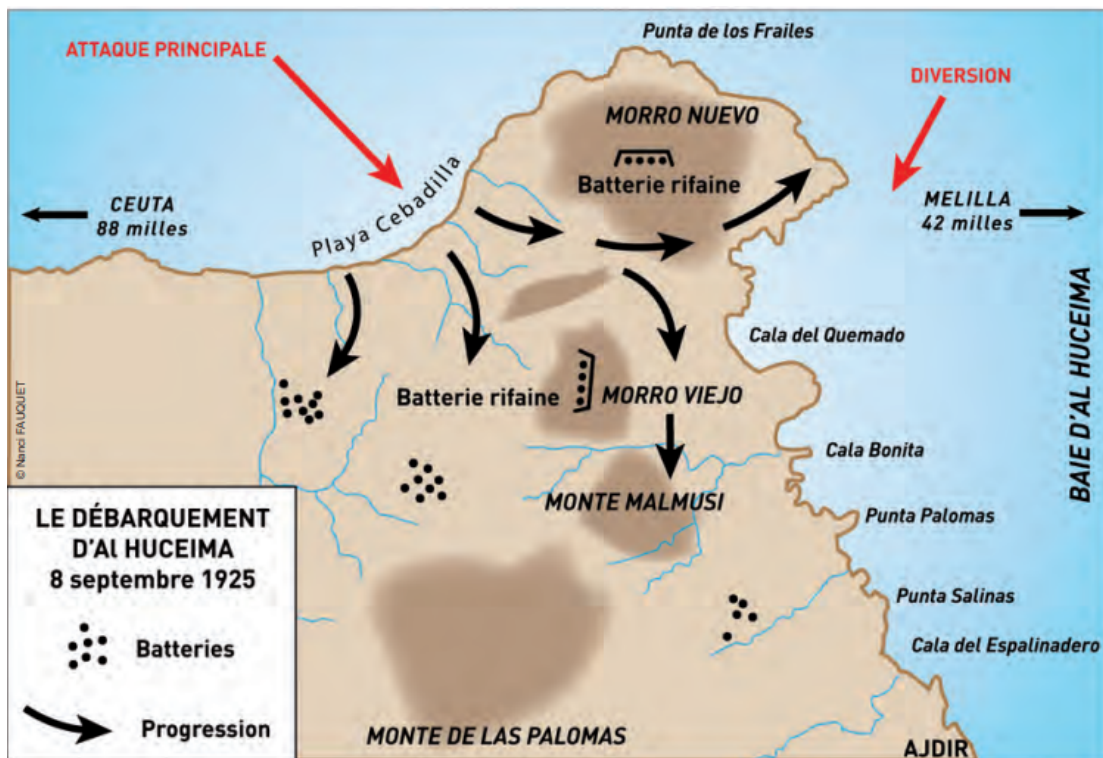 Punta de los Frailes
ATTAQUE PRINCIPALE
DIVERSION
MORRO NUEVO
Batterie rifaine
CEUTA
88 milles
Playa Cebadilla
MELILLA
42 milles
BAIE D'AL HUCEIMA
Cala del Quemado
Batterie rifaine
MORRO VIEJO
© Nanci FAUQUET
Cala Bonita
MONTE MALMUSI
Punta Palomas
LE DÉBARQUEMENT
D'Al HUCEIMA
8 septembre 1925
Batteries
Progression
Punta Salinas
Cala del Espalinadero
MONTE DE LAS PALOMAS
AJDIR